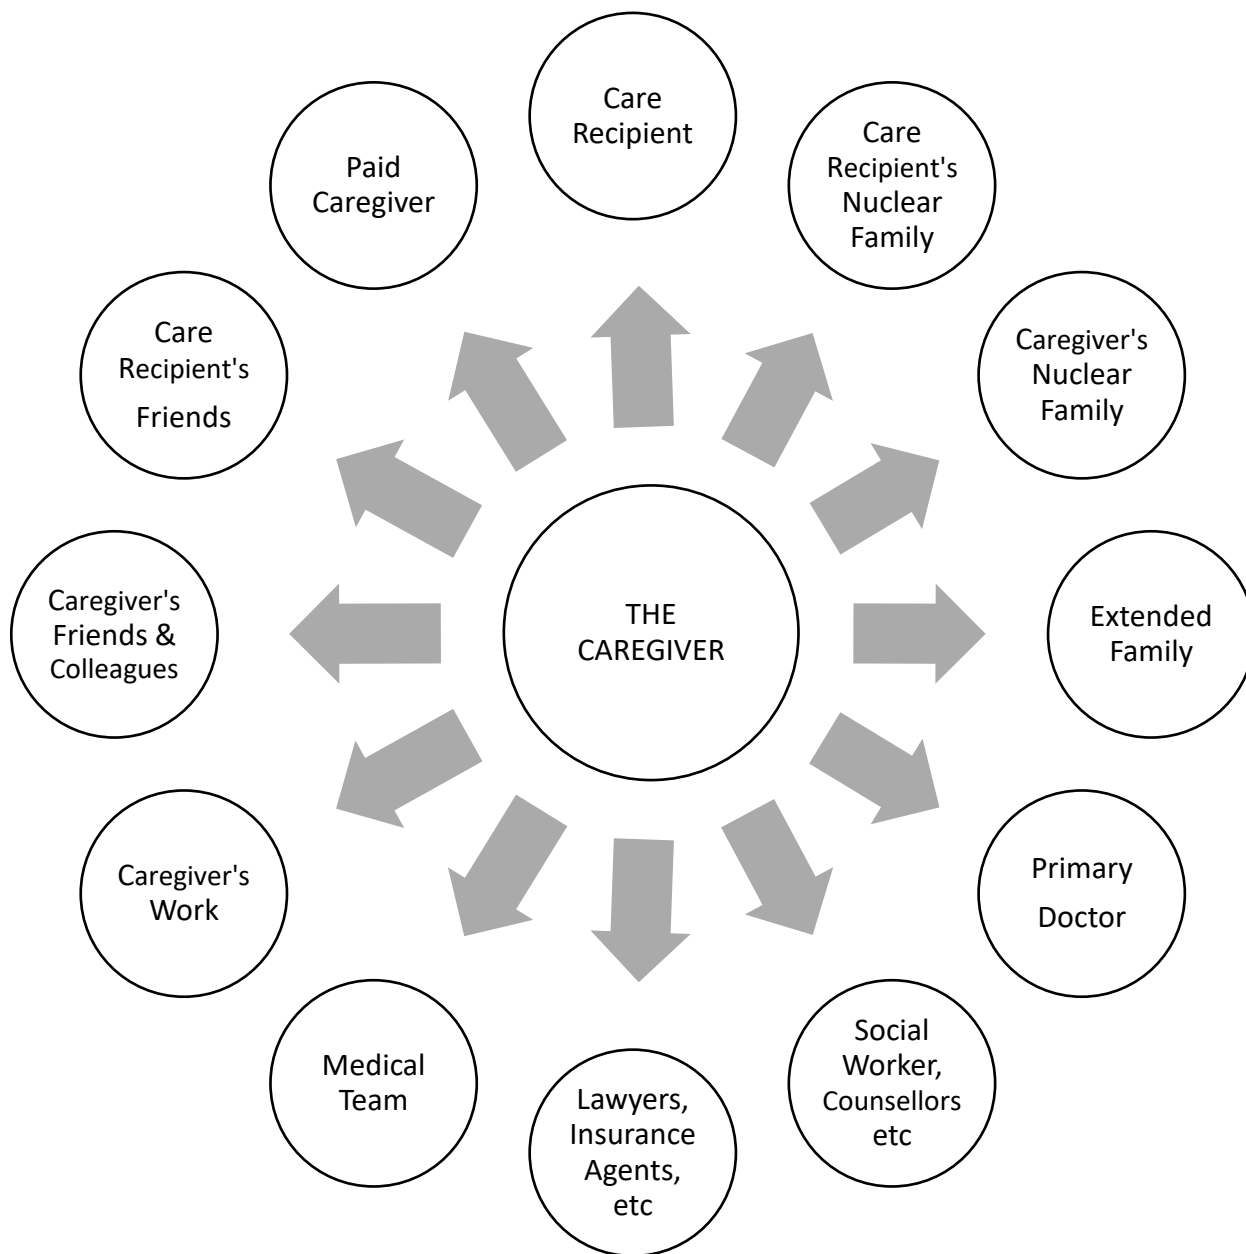 Care
Recipient
Care
Recipient's
Nuclear
Family
Caregiver's
Nuclear
Family
Extended
Family
Primary
Doctor
Social
Worker,
Counsellors
etc
Lawyers,
Insurance
Agents,
etc
Medical
Team
Caregiver's
Work
Caregiver's
Friends &
Colleagues
Care
Recipient's
Friends
Paid
Caregiver
THE
CAREGIVER